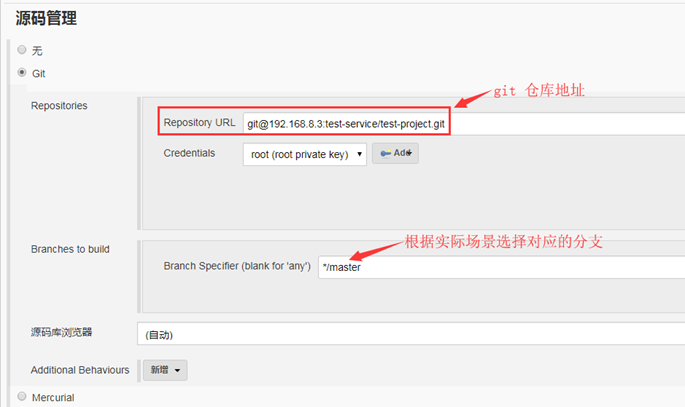 源码管理
无
Git
git 仓库地址
Repositories
Repository URL git@192.168.8.3:test-service/test-project.git
Credentials root (root private key) Add
根据实际场景选择对应的分支
Branches to build
Branch Specifier (blank for 'any') */master
源码库浏览器 (自动)
Additional Behaviours 新增
Mercurial